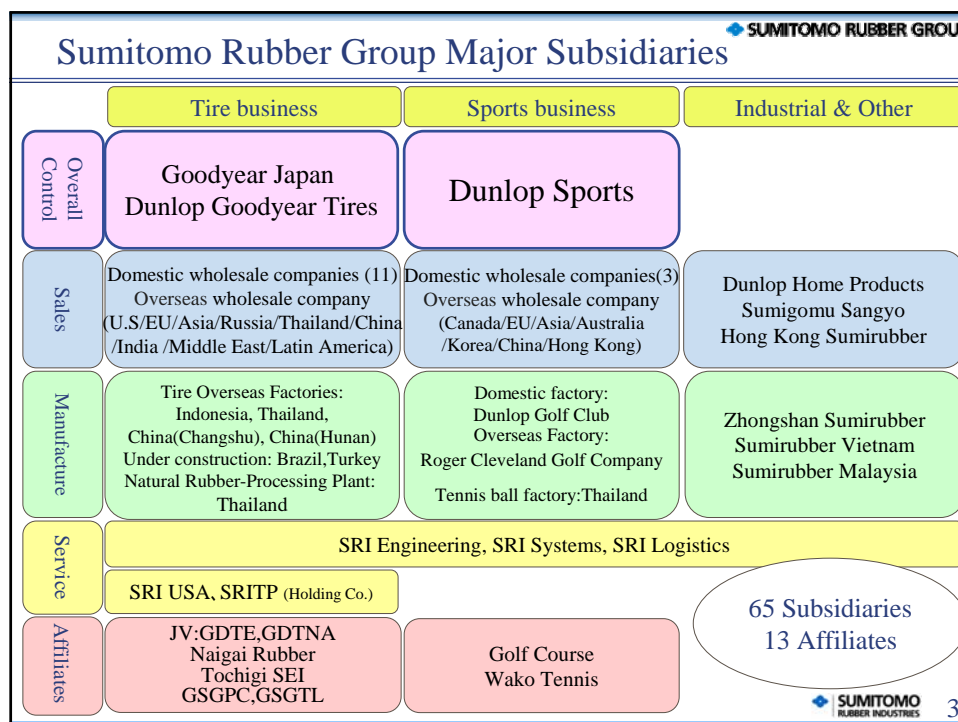 SUMITOMO RUBBER GROU
Sumitomo Rubber Group Major Subsidiaries
Tire business
Sports business
Industrial & Other
Overall
Control
Goodyear Japan
Dunlop Goodyear Tires
Dunlop Sports
Sales
Domestic wholesale companies (11)
Overseas wholesale company
(U.S/EU/Asia/Russia/Thailand/China
/India /Middle East/Latin America)
Domestic wholesale companies(3)
Overseas wholesale company
(Canada/EU/Asia/Australia
/Korea/China/Hong Kong)
Dunlop Home Products
Sumigomu Sangyo
Hong Kong Sumirubber
Manufacture
Tire Overseas Factories:
Indonesia, Thailand,
China(Changshu), China(Hunan)
Under construction: Brazil,Turkey
Natural Rubber-Processing Plant:
Thailand
Domestic factory:
Dunlop Golf Club
Overseas Factory:
Roger Cleveland Golf Company
Tennis ball factory:Thailand
Zhongshan Sumirubber
Sumirubber Vietnam
Sumirubber Malaysia
Service
SRI Engineering, SRI Systems, SRI Logistics
SRI USA, SRITP (Holding Co.)
Affiliates
JV:GDTE,GDTNA
Naigai Rubber
Tochigi SEI
GSGPC,GSGTL
Golf Course
Wako Tennis
65 Subsidiaries
13 Affiliates
SUMITOMO
RUBBER INDUSTRIES
3